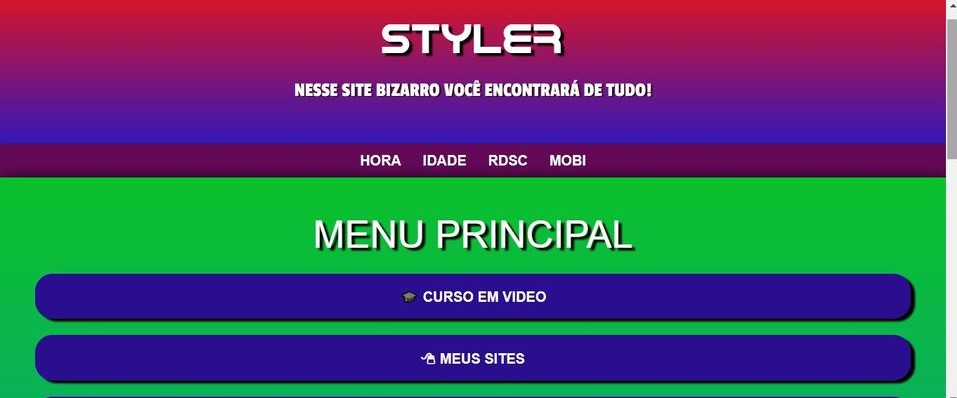 STYLER
NESSE SITE BIZARRO VOCÊ ENCONTRARÁ DE TUDO!
HORA IDADE RDSC MOBI
MENU PRINCIPAL
CURSO EM VIDEO
MEUS SITES